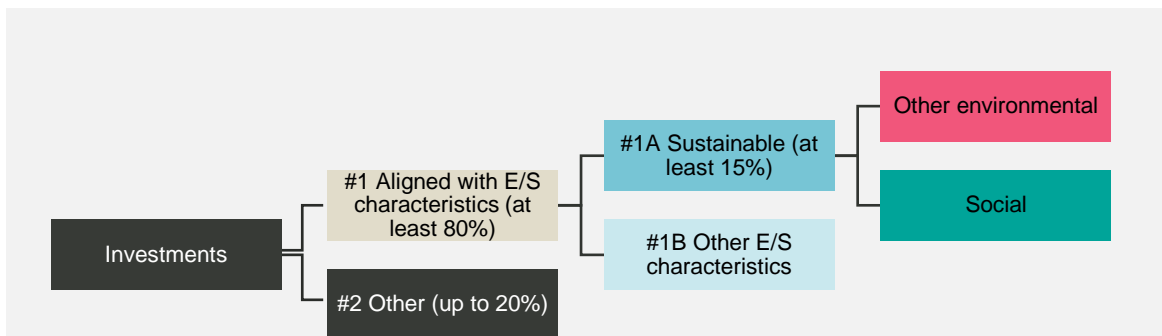 Investments
#1 Aligned with E/S
characteristics (at
least 80%)
#2 Other (up to 20%)
#1A Sustainable (at
least 15%)
#1B Other E/S
characteristics
Other environmental
Social